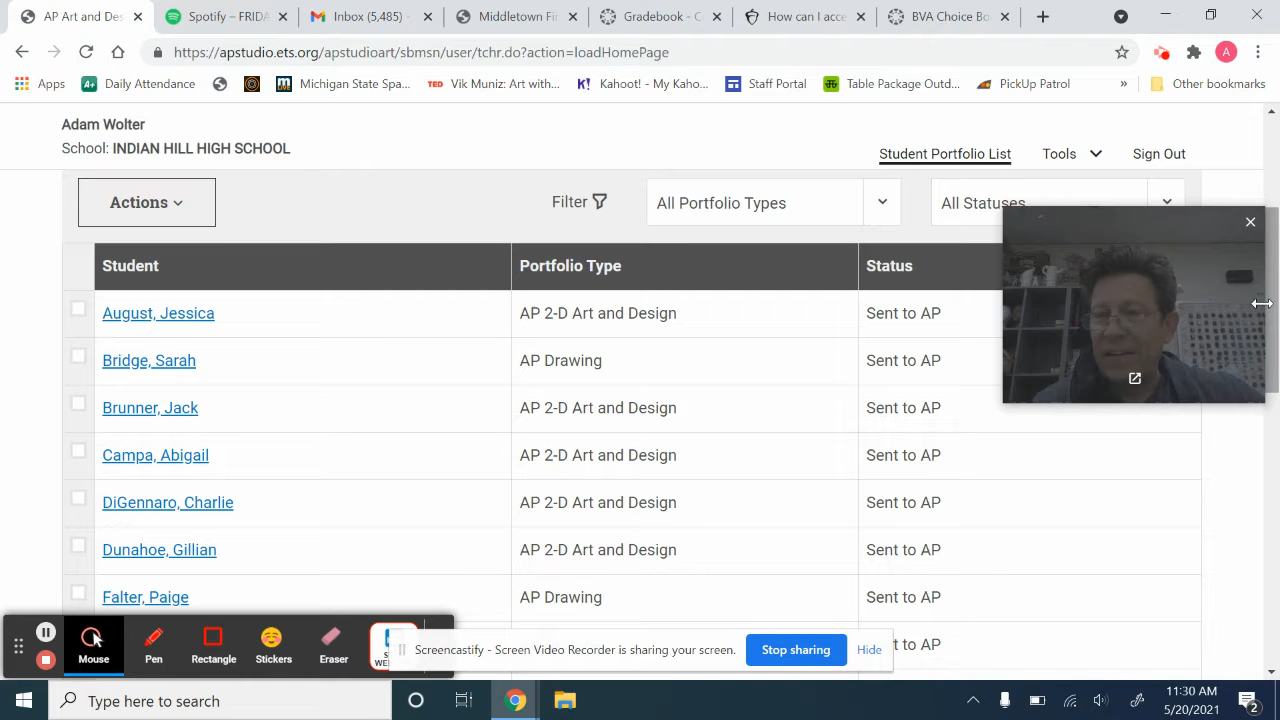 AP Art and Des
Spotify – FRIDA
Inbox (5,485) -
Middletown Fi
Gradebook - C
How can I acce
BVA Choice Bo
https://apstudio.ets.org/apstudioart/sbmsn/user/tchr.do?action=loadHomePage
A
Apps
A+
Daily Attendance
Michigan State Spa...
TED
Vik Muniz: Art with...
K!
Kahoot! - My Kaho...
Staff Portal
Table Package Outd...
PickUp Patrol
»
Other bookmarks
Adam Wolter
School: INDIAN HILL HIGH SCHOOL
Student Portfolio List
Tools
Sign Out
Actions
Filter
All Portfolio Types
All Statuses
Student
Portfolio Type
Status
August, Jessica
AP 2-D Art and Design
Sent to AP
Bridge, Sarah
AP Drawing
Sent to AP
Brunner, Jack
AP 2-D Art and Design
Sent to AP
Campa, Abigail
AP 2-D Art and Design
Sent to AP
DiGennaro, Charlie
AP 2-D Art and Design
Sent to AP
Dunahoe, Gillian
AP 2-D Art and Design
Sent to AP
Falter, Paige
AP Drawing
Sent to AP
t to AP
Mouse
Pen
Rectangle
Stickers
Eraser
Screencastify - Screen Video Recorder is sharing your screen.
Stop sharing
Hide
Type here to search
11:30 AM
5/20/2021
2